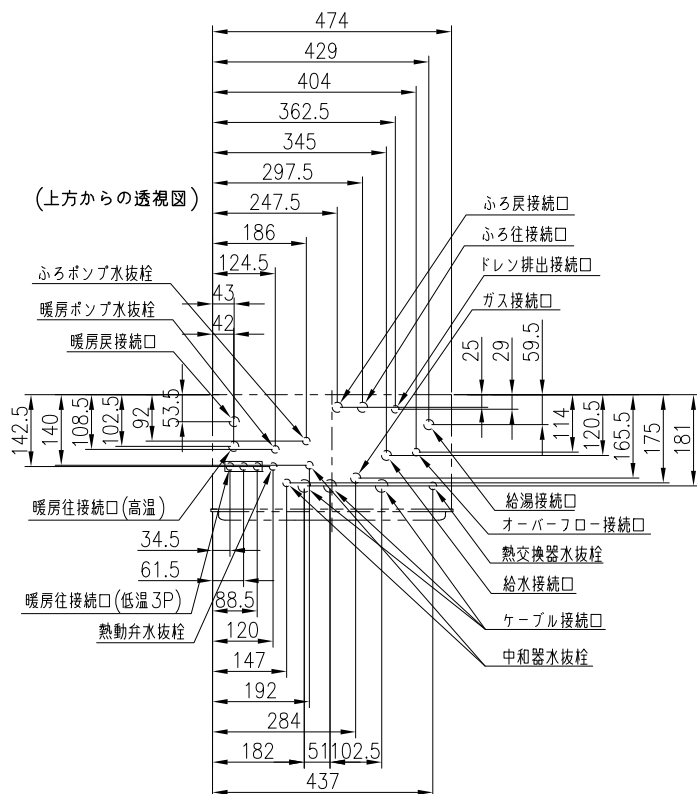 474
429
404
362.5
345
297.5
(上方からの透視図)
247.5
ふろ戻接続口
186
ふろ往接続口
124.5
ドレン排出接続口
ふろポンプ水抜栓
43
ガス接続口
暖房ポンプ水抜栓
42
暖房戻接続口
25
29
59.5
142.5
140
108.5
102.5
92
53.5
114
120.5
165.5
175
181
暖房往接続口(高温)
給湯接続口
オーバーフロー接続口
34.5
熱交換器水抜栓
61.5
給水接続口
暖房往接続口(低温3P)
88.5
ケーブル接続口
熱動弁水抜栓
120
147
中和器水抜栓
192
284
182
51
102.5
437